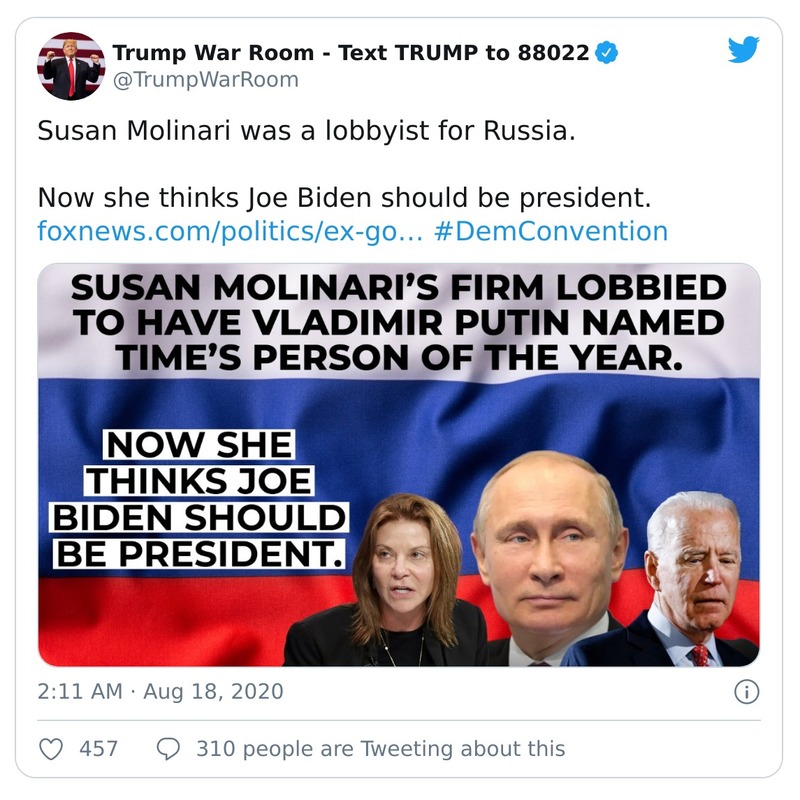 Trump War Room - Text TRUMP to 88022
@TrumpWarRoom
Susan Molinari was a lobbyist for Russia.
Now she thinks Joe Biden should be president.
foxnews.com/politics/ex-go... #DemConvention
SUSAN MOLINARI'S FIRM LOBBIED
TO HAVE VLADIMIR PUTIN NAMED
TIME'S PERSON OF THE YEAR.
NOW SHE
THINKS JOE
BIDEN SHOULD
BE PRESIDENT.
2:11 AM · Aug 18, 2020
457
310 people are Tweeting about this